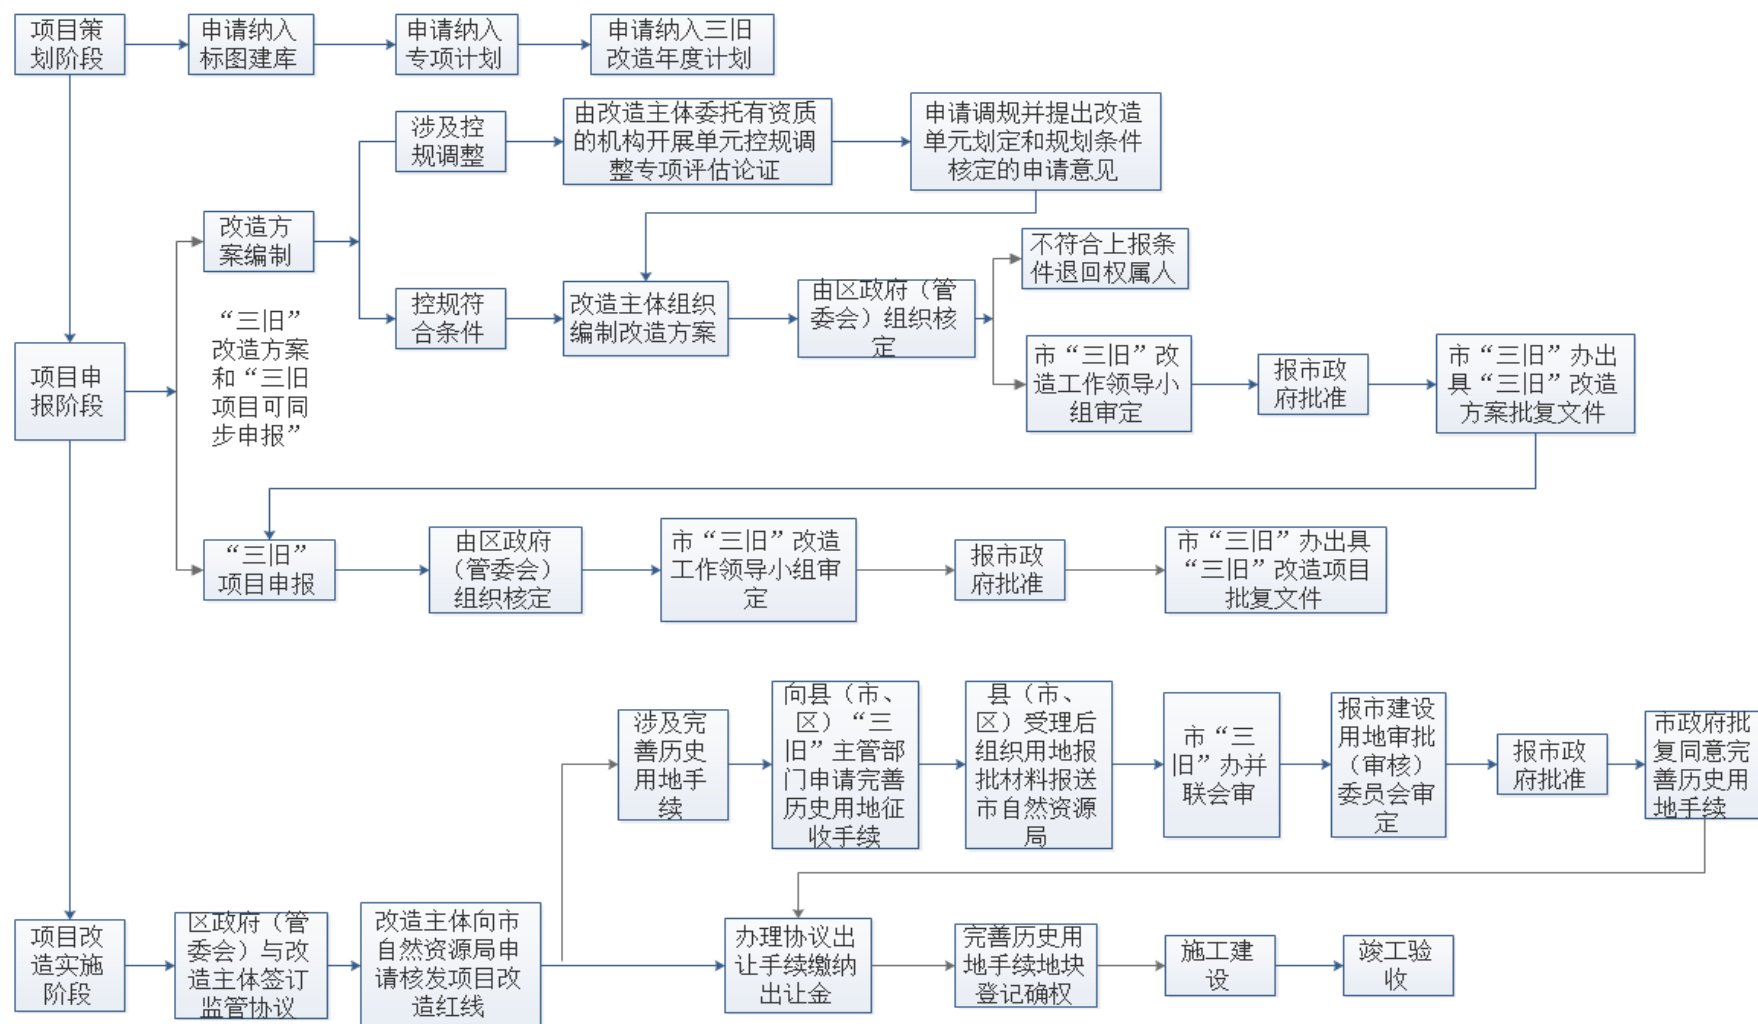 项目策
划阶段
申请纳入
标图建库
申请纳入
专项计划
申请纳入三旧
改造年度计划
涉及控
规调整
由改造主体委托有资质
的机构开展单元控规调
整专项评估论证
申请调规并提出改造
单元划定和规划条件
核定的申请意见
改造方
案编制
不符合上报条
件退回权属人
控规符
合条件
改造主体组织
编制改造方案
由区政府（管
委会）组织核
定
“三旧”
改造方案
和“三旧
项目可同
步申报”
项目申
报阶段
市“三旧”改
造工作领导小
组审定
报市政
府批准
市“三旧”办出
具“三旧”改造
方案批复文件
“三旧”
项目申报
由区政府
（管委会）
组织核定
市“三旧”改造
工作领导小组审
定
报市政
府批准
市“三旧”办出具
“三旧”改造项目
批复文件
涉及完
善历史
用地手
续
向县（市、
区）“三
旧”主管部
门申请完善
历史用地征
收手续
县（市、
区）受理后
组织用地报
批材料报送
市自然资源
局
市“三
旧”办并
联会审
报市建设
用地审批
（审核）
委员会审
定
报市政
府批准
市政府批
复同意完
善历史用
地手续
项目改
造实施
阶段
区政府（管
委会）与改
造主体签订
监管协议
改造主体向市
自然资源局申
请核发项目改
造红线
办理协议出
让手续缴纳
出让金
完善历史用
地手续地块
登记确权
施工建
设
竣工验
收